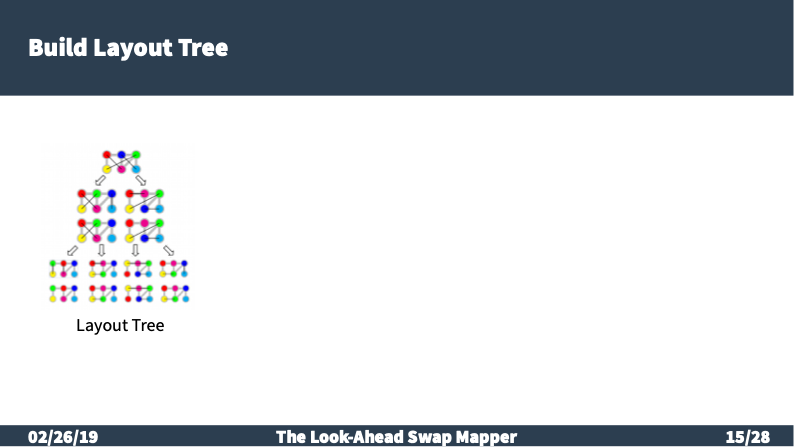 Build Layout Tree
Layout Tree
02/26/19
The Look-Ahead Swap Mapper
15/28